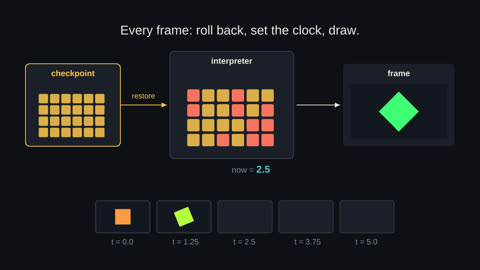 Every frame: roll back, set the clock, draw.
checkpoint
interpreter
frame
restore
now = 2.5
t = 0.0
t = 1.25
t = 2.5
t = 3.75
t = 5.0